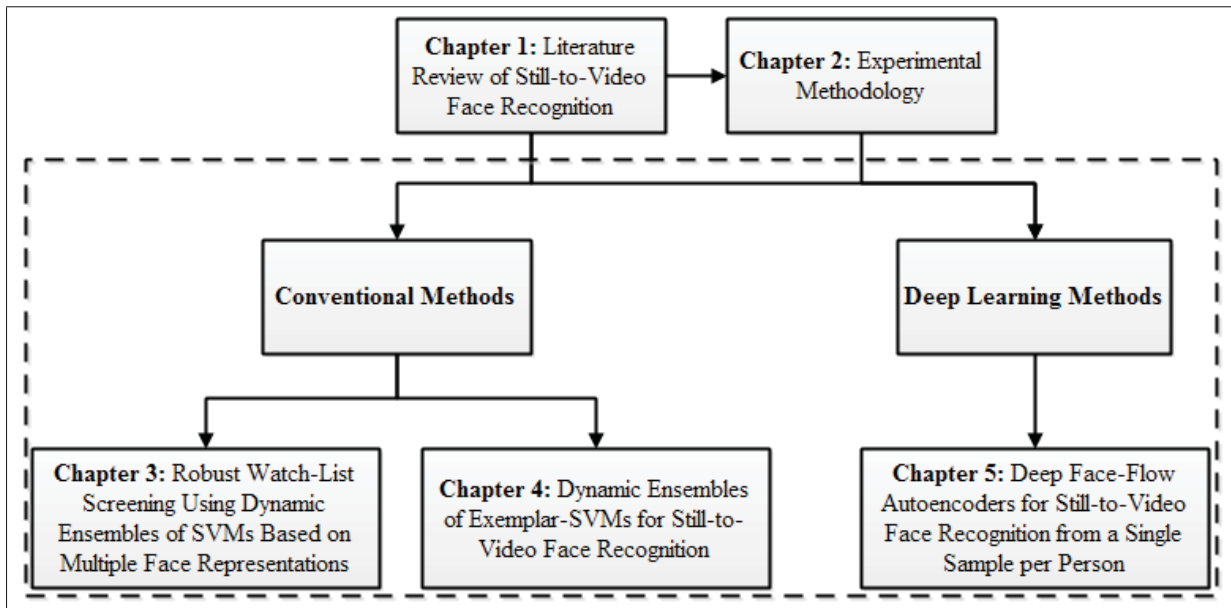 Chapter 1: Literature
Review of Still-to-Video
Face Recognition
Chapter 2: Experimental
Methodology
Conventional Methods
Deep Learning Methods
Chapter 3: Robust Watch-List
Screening Using Dynamic
Ensembles of SVMs Based on
Multiple Face Representations
Chapter 4: Dynamic Ensembles
of Exemplar-SVMs for Still-to-
Video Face Recognition
Chapter 5: Deep Face-Flow
Autoencoders for Still-to-Video
Face Recognition from a Single
Sample per Person